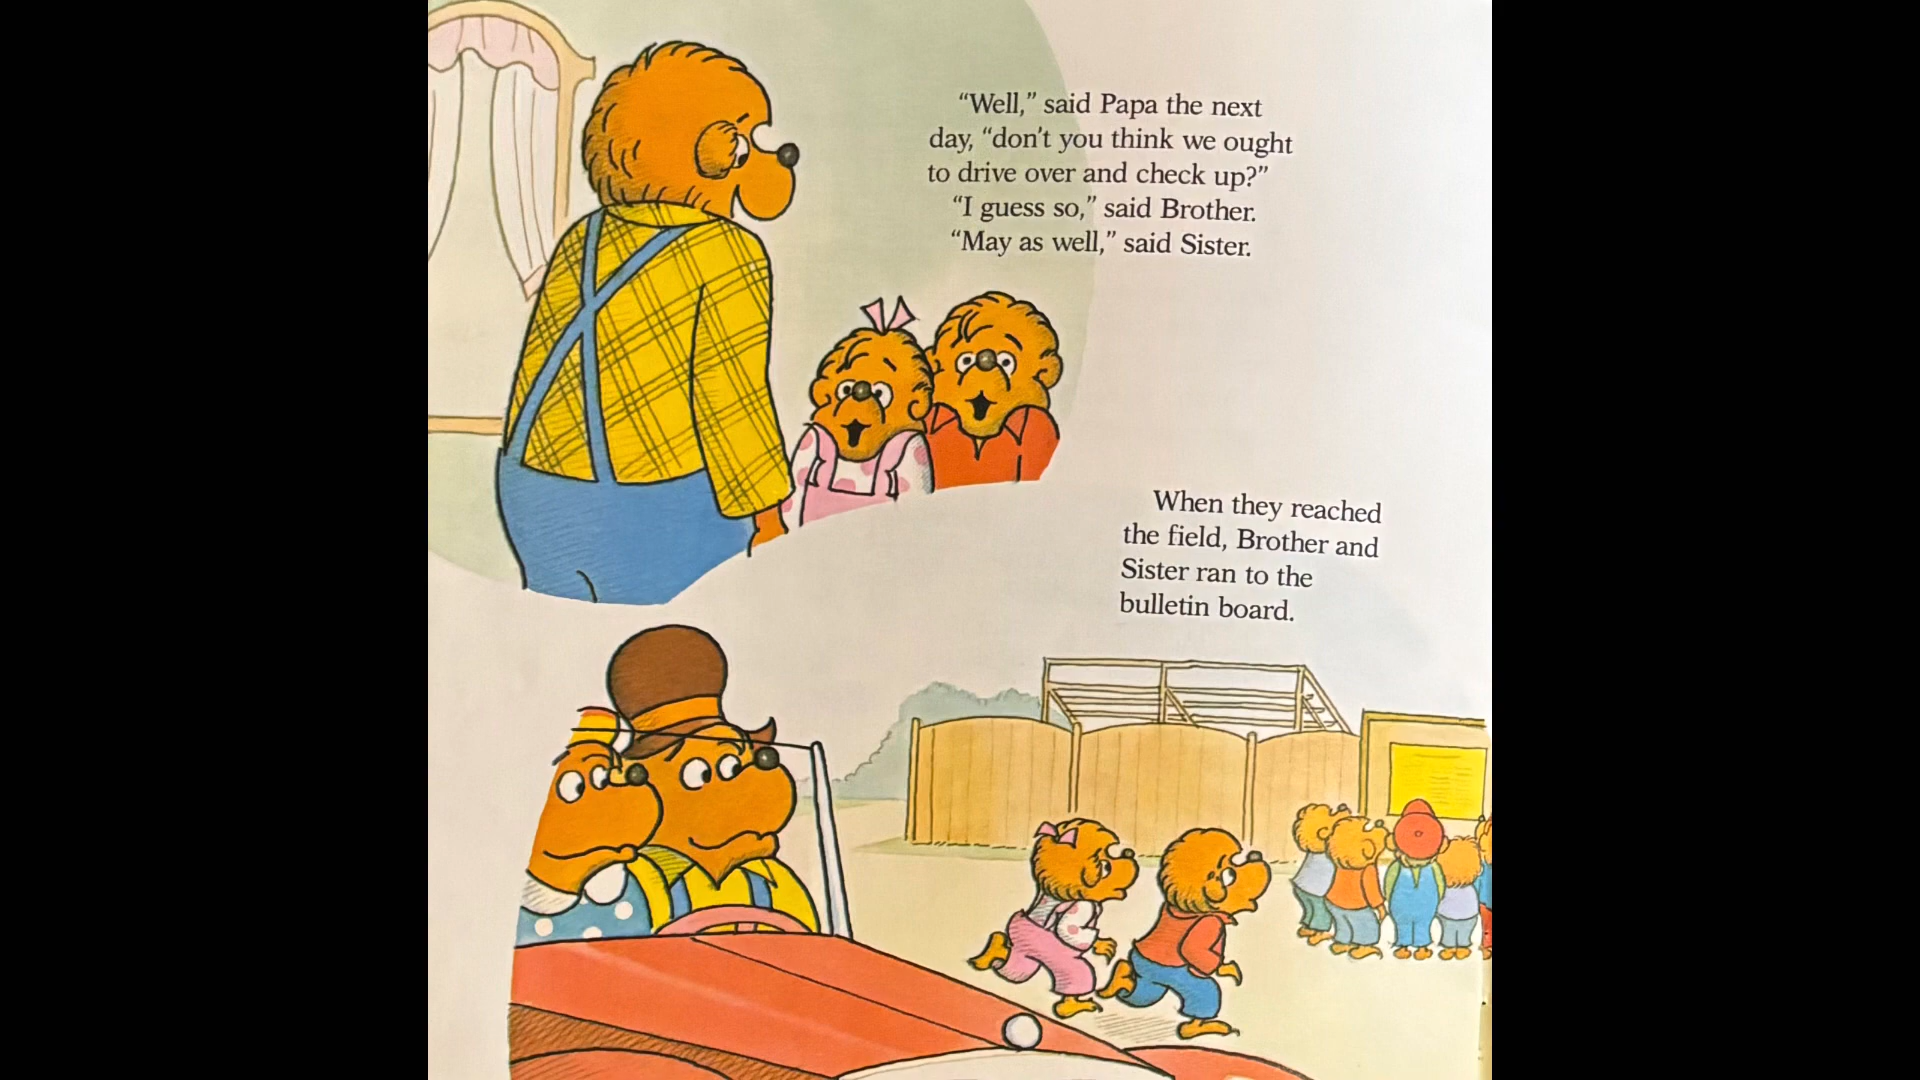 “Well,” said Papa the next
day, “don't you think we ought
to drive over and check up?”
“I guess so,” said Brother.
“May as well,” said Sister.
When they reached
the field, Brother and
Sister ran to the
bulletin board.